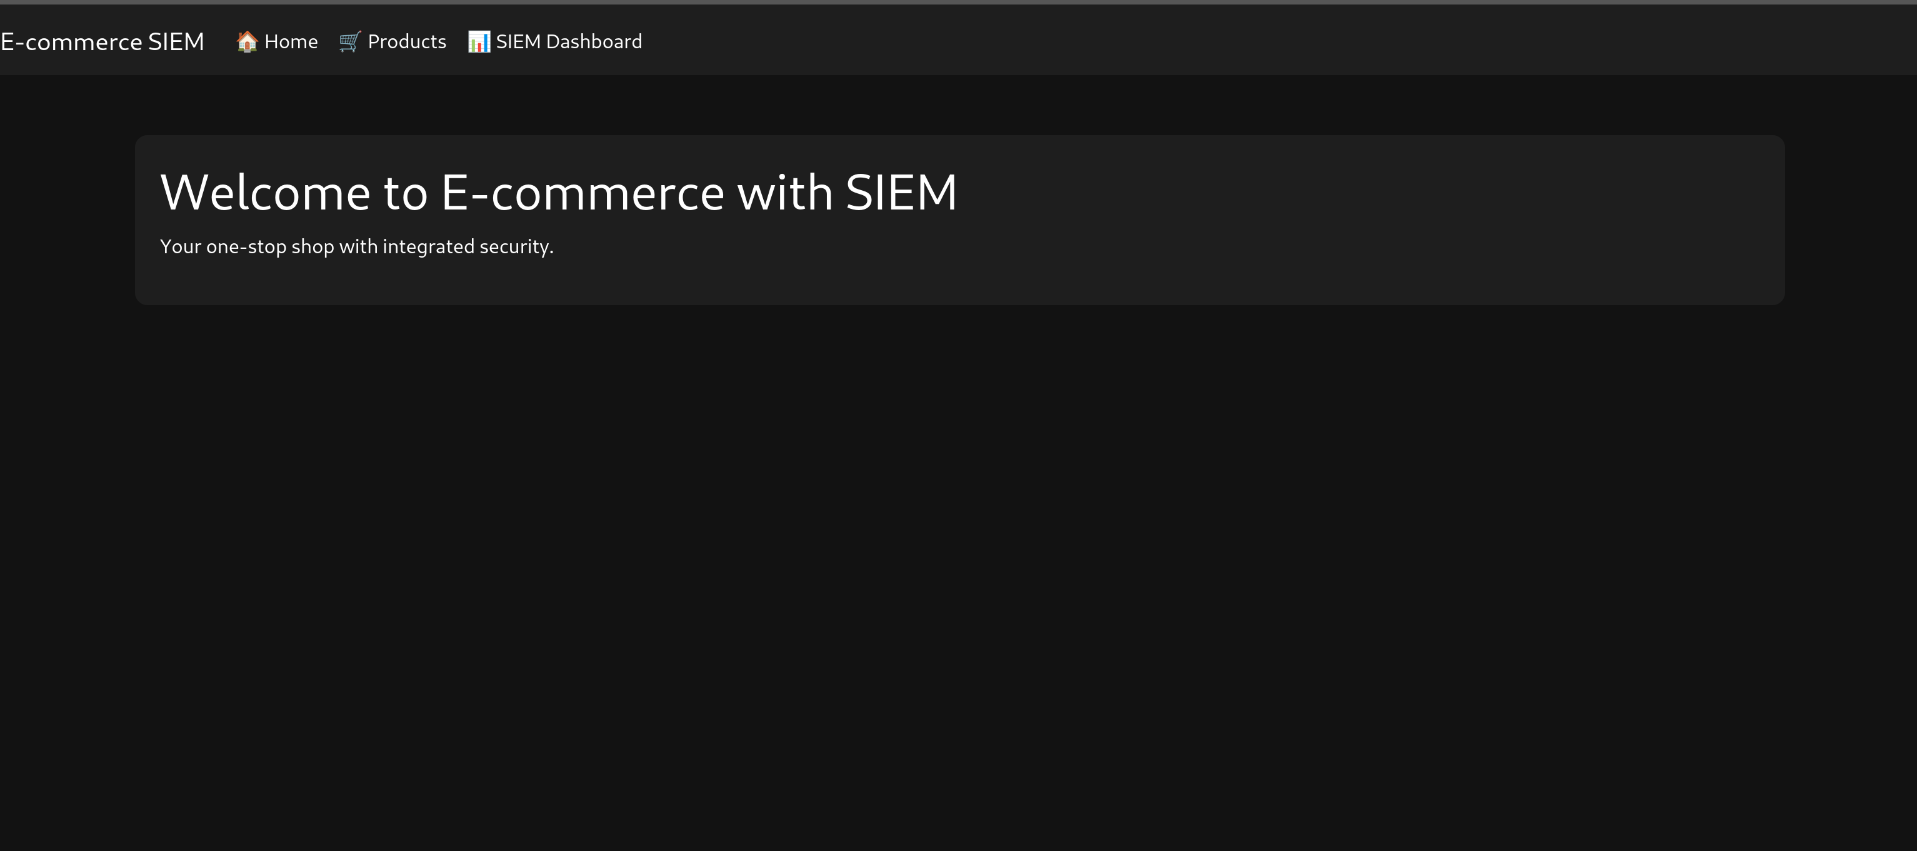 E-commerce SIEM 🏠 Home 🛒 Products 📊 SIEM Dashboard
Welcome to E-commerce with SIEM
Your one-stop shop with integrated security.